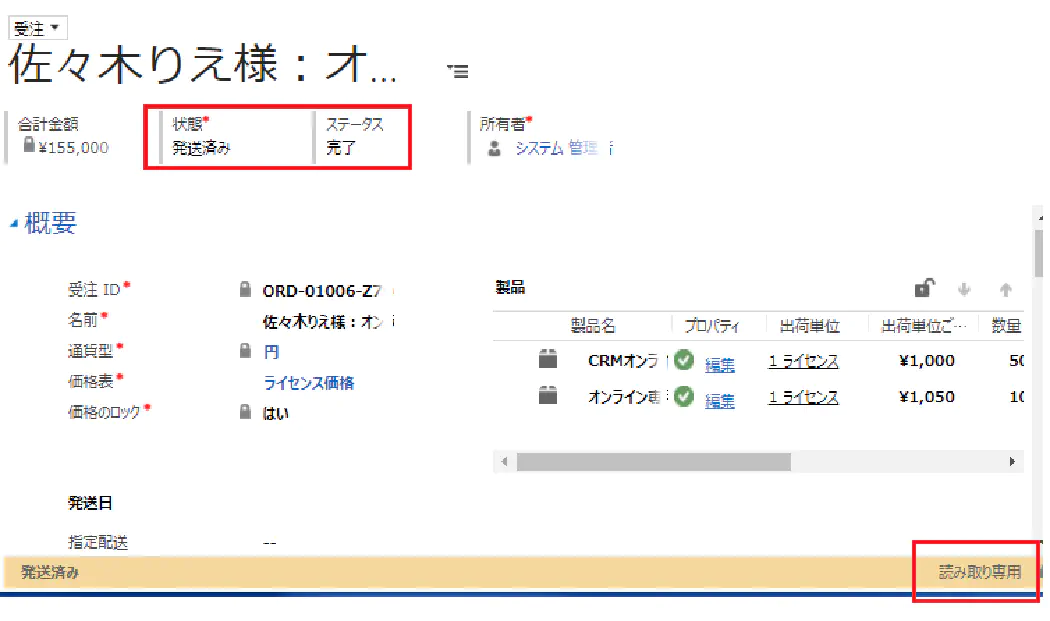 受注
佐々木りえ様：オ...
合計金額 状態* ステータス 所有者*
¥155,000 発送済み 完了 システム 管理
概要
受注 ID* ORD-01006-Z7
名前* 佐々木りえ様：オン
通貨型* 円
価格表* ライセンス価格
価格のロック* はい
製品
製品名 プロパティ 出荷単位 出荷単位ご… 数量
CRMオンラ 編集 1 ライセンス ¥1,000 50
オンライン 編集 1 ライセンス ¥1,050 10
発送日
指定配送 --
発送済み 読み取り専用